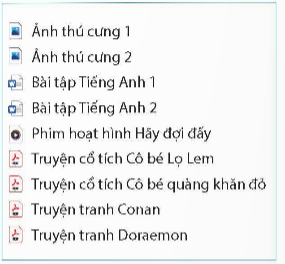 Ảnh thú cưng 1
Ảnh thú cưng 2
Bài tập Tiếng Anh 1
Bài tập Tiếng Anh 2
Phim hoạt hình Hãy đợi đấy
Truyện cổ tích Cô bé Lọ Lem
Truyện cổ tích Cô bé quàng khăn đỏ
Truyện tranh Conan
Truyện tranh Doraemon